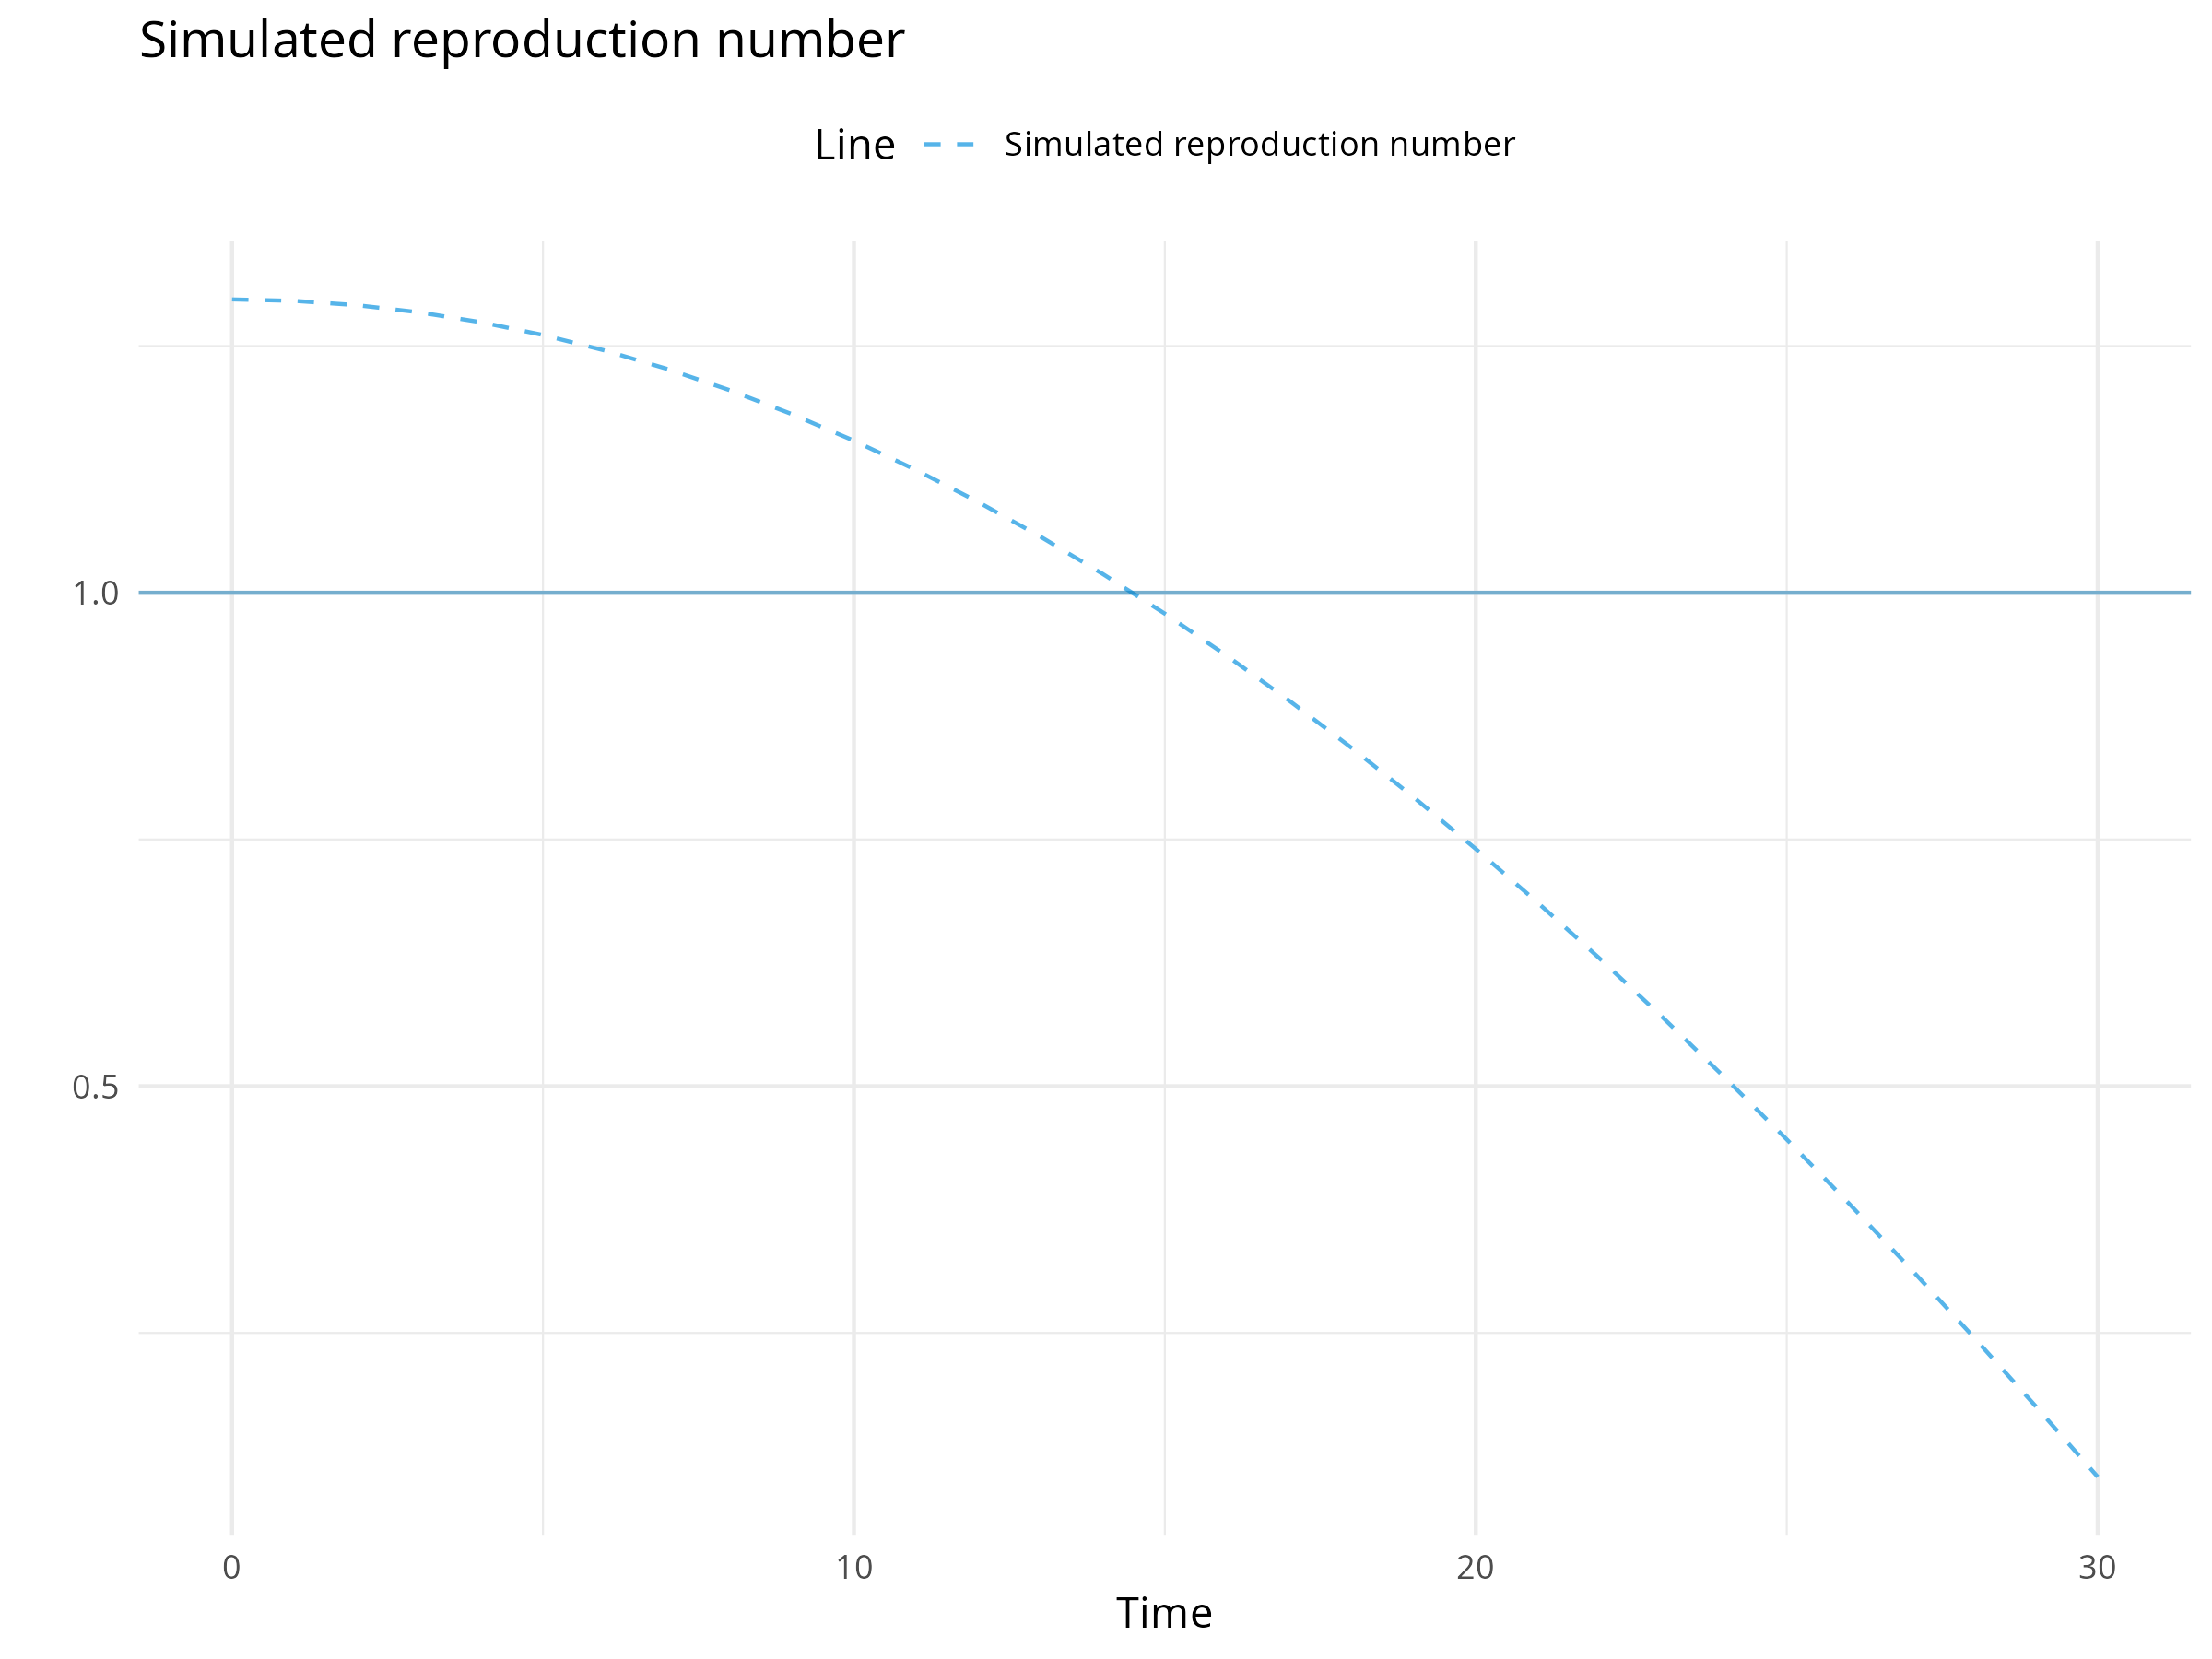 Simulated reproduction number
Line Simulated reproduction number
1.0
0.5
0 10 20 30
Time